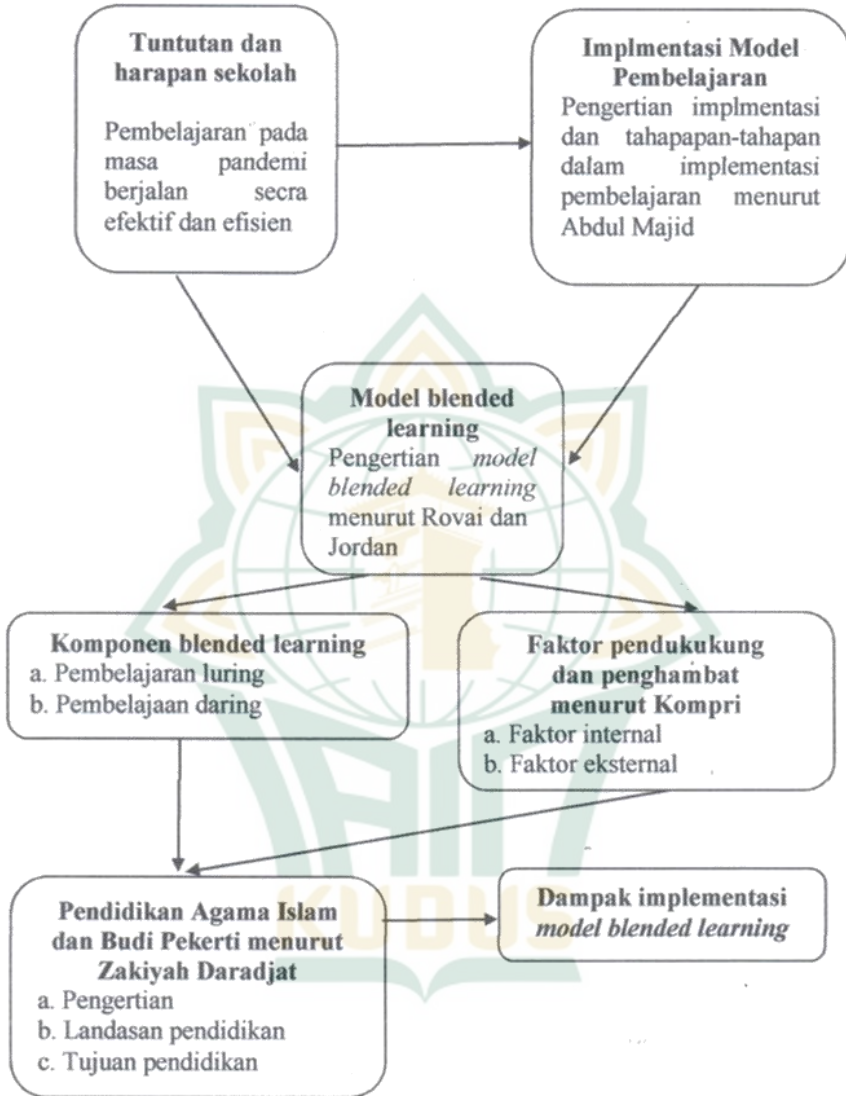 Tuntutan dan
harapan sekolah
Pembelajaran pada
masa pandemi
berjalan secra
efektif dan efisien
Implmentasi Model
Pembelajaran
Pengertian implmentasi
dan tahapapan-tahapan
dalam implementasi
pembelajaran menurut
Abdul Majid
Model blended
learning
Pengertian model
blended learning
menurut Rovai dan
Jordan
Komponen blended learning
a. Pembelajaran luring
b. Pembelajaan daring
Faktor pendukukung
dan penghambat
menurut Kompri
a. Faktor internal
b. Faktor eksternal
Pendidikan Agama Islam
dan Budi Pekerti menurut
Zakiyah Daradjat
a. Pengertian
b. Landasan pendidikan
c. Tujuan pendidikan
Dampak implementasi
model blended learning
KUDUS